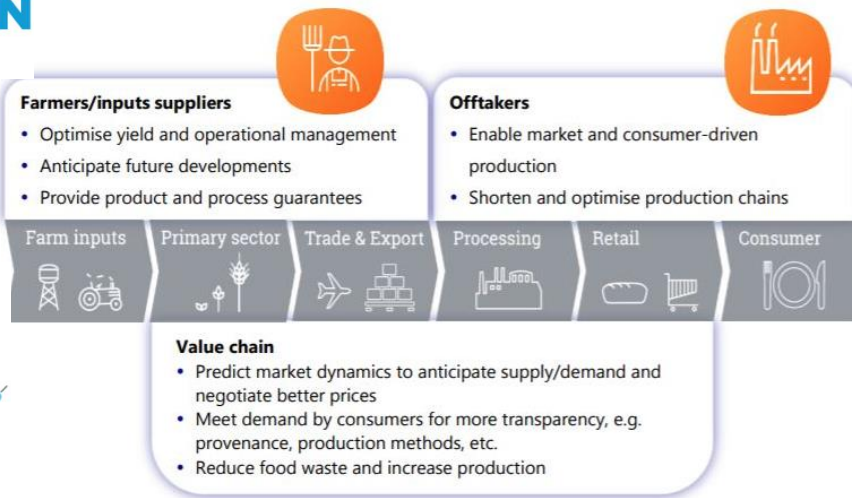 N
Farmers/inputs suppliers
• Optimise yield and operational management
• Anticipate future developments
• Provide product and process guarantees
Offtakers
• Enable market and consumer-driven
production
• Shorten and optimise production chains
Farm inputs
Primary sector
Trade & Export
Processing
Retail
Consumer
Value chain
• Predict market dynamics to anticipate supply/demand and
negotiate better prices
• Meet demand by consumers for more transparency, e.g.
provenance, production methods, etc.
• Reduce food waste and increase production